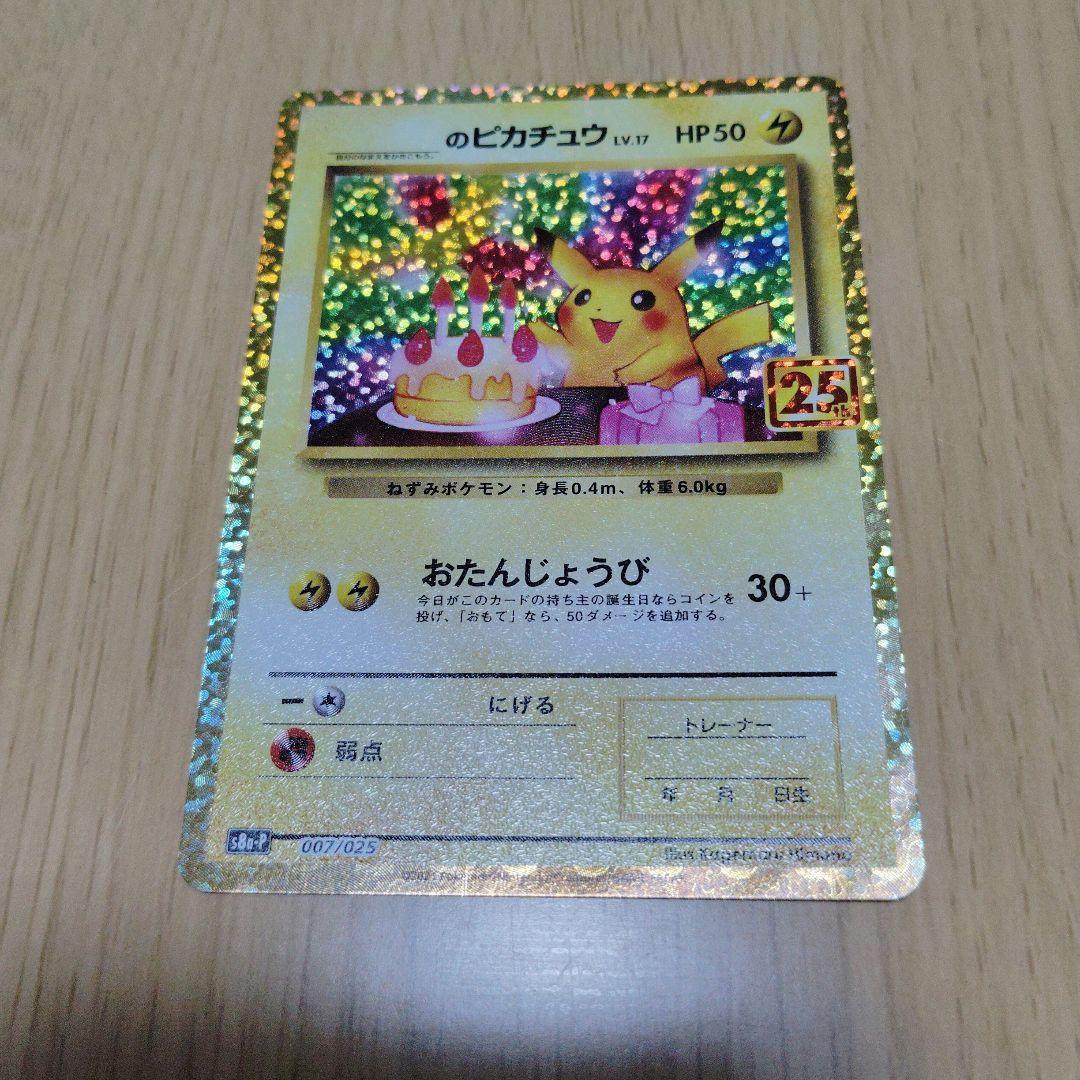 のピカチュウ LV.17 HP50
25th
ねずみポケモン：身長0.4m、体重6.0kg
おたんじょうび 30+
今日がこのカードの持ち主の誕生日ならコインを
投げ、「おもて」なら、50ダメージを追加する。
にげる
弱点
トレーナー
年 月 日生
s8a-P 007/025
Illus. Kagemaru Himeno